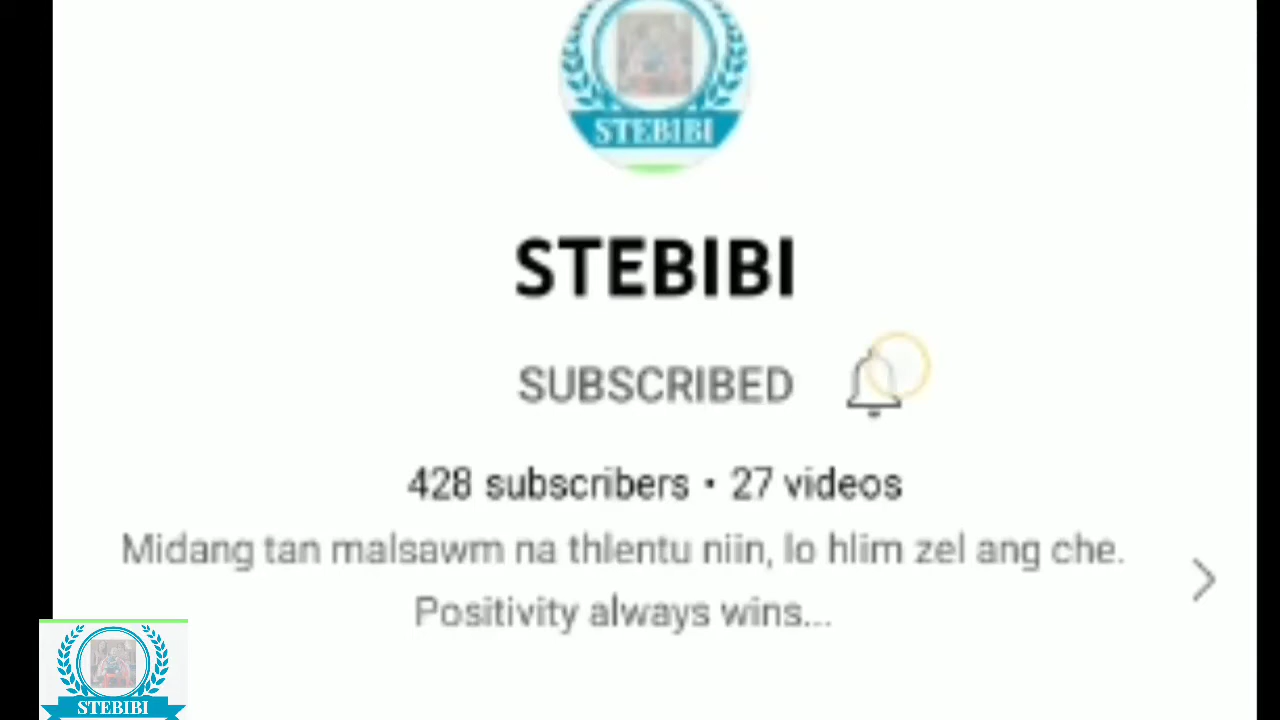 STEBIBI
STEBIBI
SUBSCRIBED
428 subscribers • 27 videos
Midang tan malsawm na thlentu niin, lo hlim zel ang che.
Positivity always wins...
STEBIBI